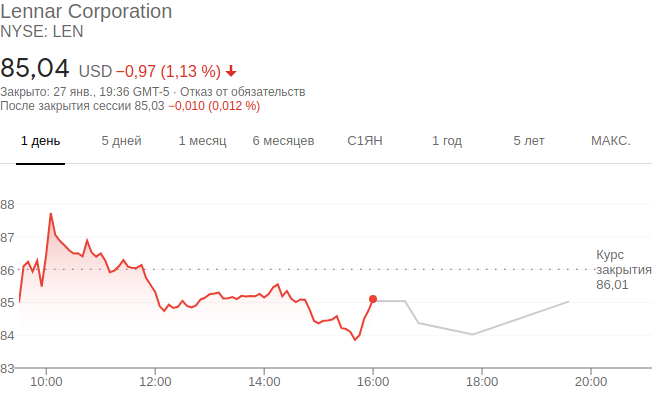 Lennar Corporation
NYSE: LEN
85,04 USD −0,97 (1,13 %)
Закрыто: 27 янв., 19:36 GMT-5 · Отказ от обязательств
После закрытия сессии 85,03 −0,010 (0,012 %)
1 день 5 дней 1 месяц 6 месяцев С1ЯН 1 год 5 лет МАКС.
88
87
86
85
84
83
Курс
закрытия
86,01
10:00 12:00 14:00 16:00 18:00 20:00